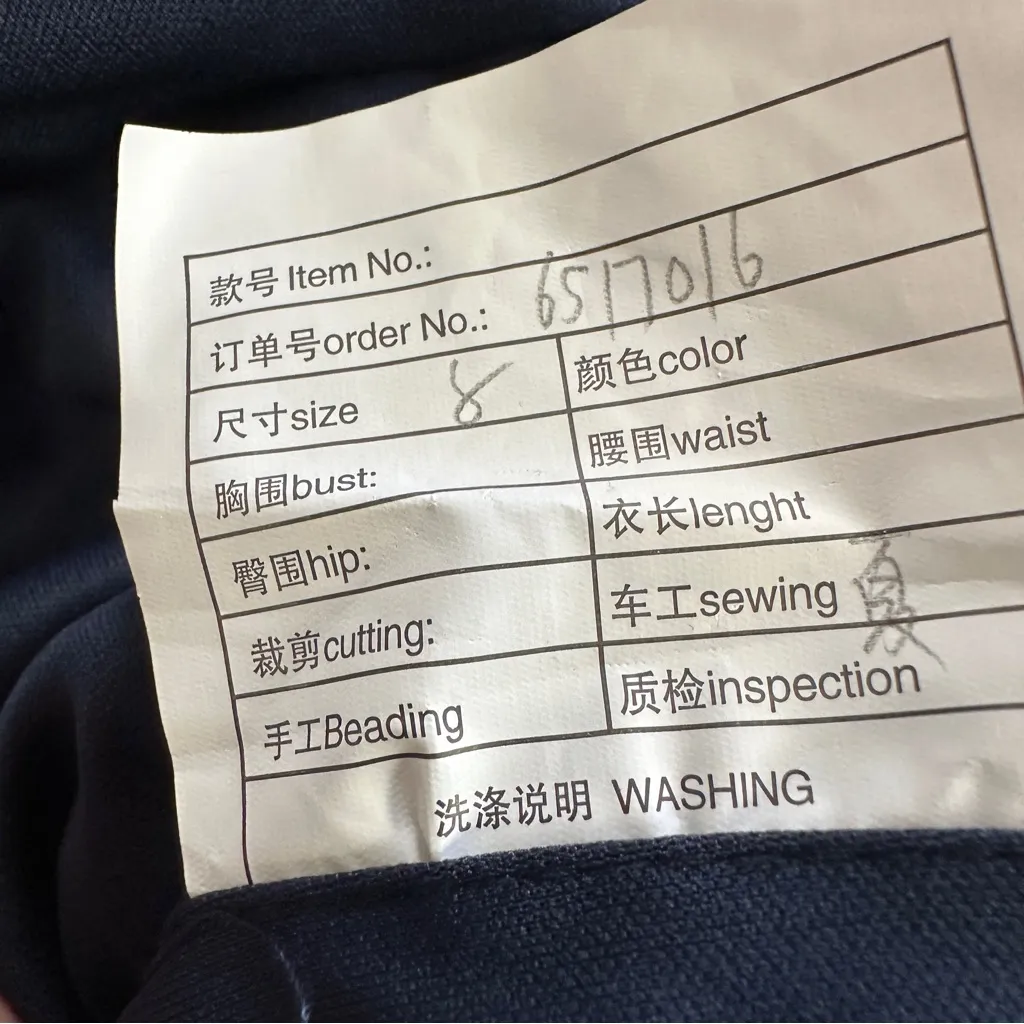 款号 Item No.:
订单号order No.: 6517016
尺寸size 8 颜色color
胸围bust: 腰围waist
臀围hip: 衣长lenght
裁剪cutting: 车工sewing 夏
手工Beading 质检inspection
洗涤说明 WASHING